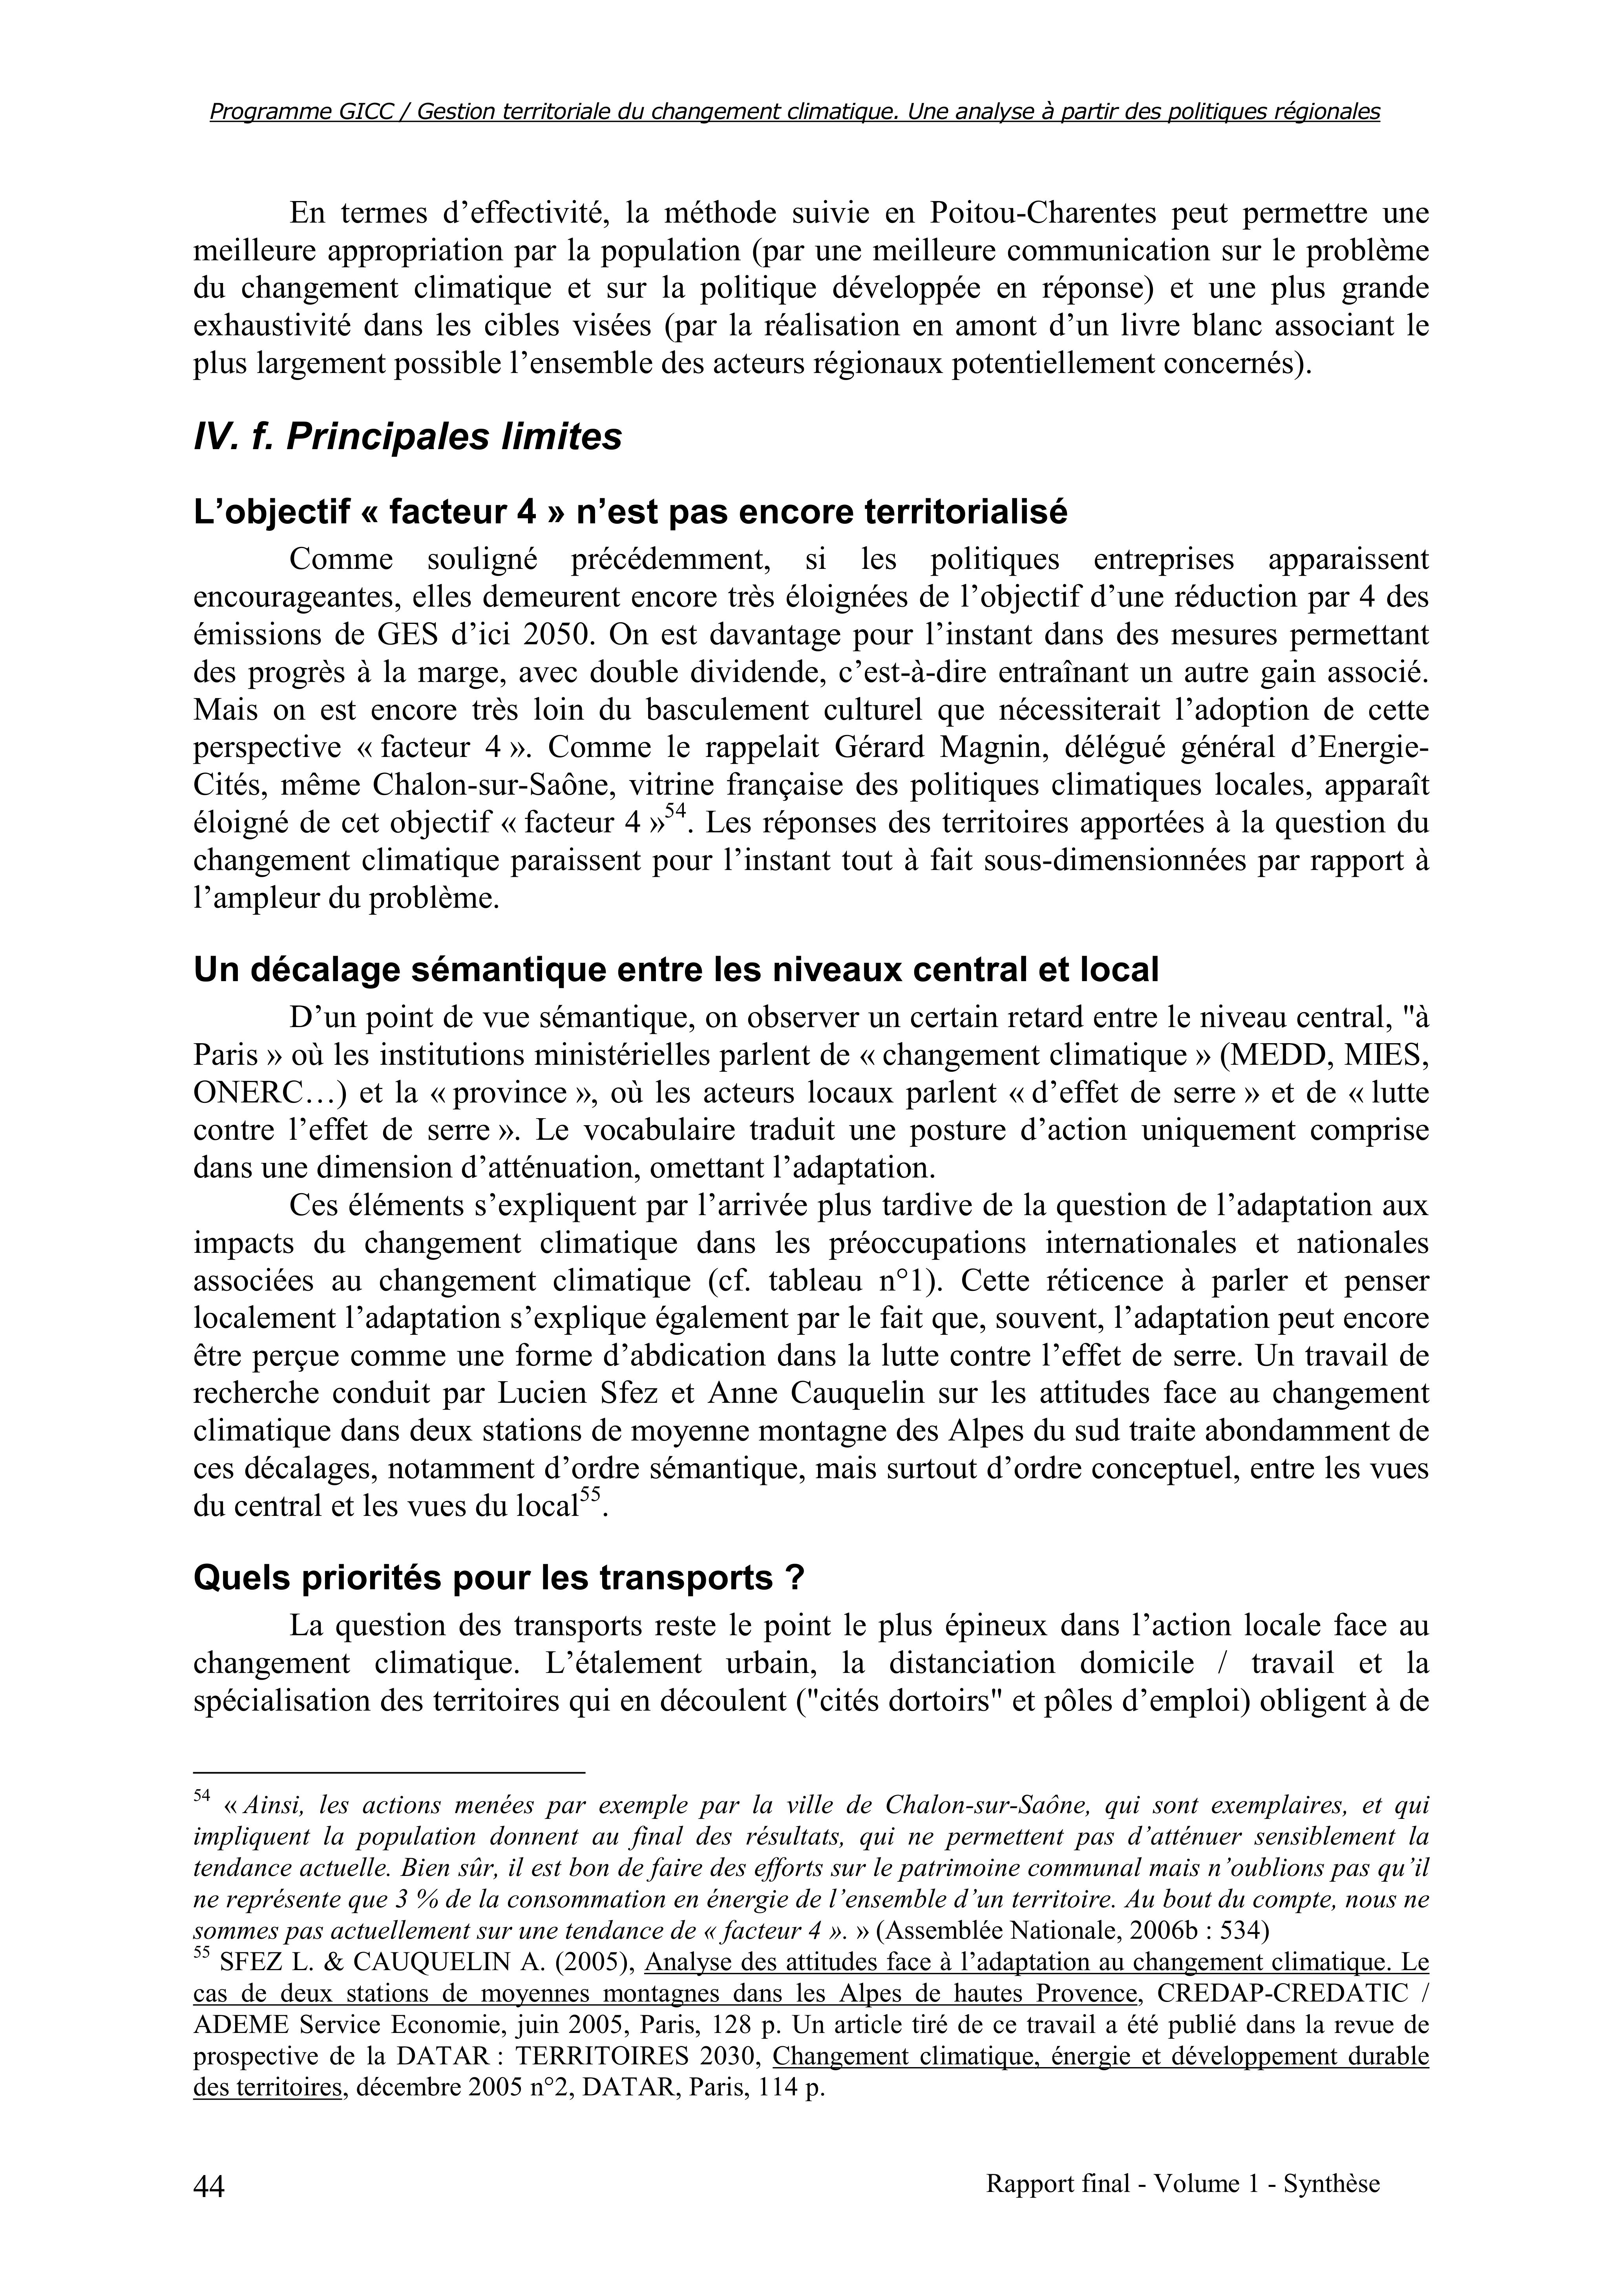 Programme GICC / Gestion territoriale du changement climatique. Une analyse à partir des politiques régionales
En termes d’effectivité, la méthode suivie en Poitou-Charentes peut permettre une
meilleure appropriation par la population (par une meilleure communication sur le problème
du changement climatique et sur la politique développée en réponse) et une plus grande
exhaustivité dans les cibles visées (par la réalisation en amont d’un livre blanc associant le
plus largement possible l’ensemble des acteurs régionaux potentiellement concernés).
IV. f. Principales limites
L’objectif « facteur 4 » n’est pas encore territorialisé
Comme souligné précédemment, si les politiques entreprises apparaissent
encourageantes, elles demeurent encore très éloignées de l’objectif d’une réduction par 4 des
émissions de GES d’ici 2050. On est davantage pour l’instant dans des mesures permettant
des progrès à la marge, avec double dividende, c’est-à-dire entraînant un autre gain associé.
Mais on est encore très loin du basculement culturel que nécessiterait l’adoption de cette
perspective « facteur 4 ». Comme le rappelait Gérard Magnin, délégué général d’Energie-
Cités, même Chalon-sur-Saône, vitrine française des politiques climatiques locales, apparaît
éloigné de cet objectif « facteur 4 »54. Les réponses des territoires apportées à la question du
changement climatique paraissent pour l’instant tout à fait sous-dimensionnées par rapport à
l’ampleur du problème.
Un décalage sémantique entre les niveaux central et local
D’un point de vue sémantique, on observer un certain retard entre le niveau central, "à
Paris » où les institutions ministérielles parlent de « changement climatique » (MEDD, MIES,
ONERC…) et la « province », où les acteurs locaux parlent « d’effet de serre » et de « lutte
contre l’effet de serre ». Le vocabulaire traduit une posture d’action uniquement comprise
dans une dimension d’atténuation, omettant l’adaptation.
Ces éléments s’expliquent par l’arrivée plus tardive de la question de l’adaptation aux
impacts du changement climatique dans les préoccupations internationales et nationales
associées au changement climatique (cf. tableau n°1). Cette réticence à parler et penser
localement l’adaptation s’explique également par le fait que, souvent, l’adaptation peut encore
être perçue comme une forme d’abdication dans la lutte contre l’effet de serre. Un travail de
recherche conduit par Lucien Sfez et Anne Cauquelin sur les attitudes face au changement
climatique dans deux stations de moyenne montagne des Alpes du sud traite abondamment de
ces décalages, notamment d’ordre sémantique, mais surtout d’ordre conceptuel, entre les vues
du central et les vues du local55.
Quels priorités pour les transports ?
La question des transports reste le point le plus épineux dans l’action locale face au
changement climatique. L’étalement urbain, la distanciation domicile / travail et la
spécialisation des territoires qui en découlent ("cités dortoirs" et pôles d’emploi) obligent à de
54 « Ainsi, les actions menées par exemple par la ville de Chalon-sur-Saône, qui sont exemplaires, et qui
impliquent la population donnent au final des résultats, qui ne permettent pas d’atténuer sensiblement la
tendance actuelle. Bien sûr, il est bon de faire des efforts sur le patrimoine communal mais n’oublions pas qu’il
ne représente que 3 % de la consommation en énergie de l’ensemble d’un territoire. Au bout du compte, nous ne
sommes pas actuellement sur une tendance de « facteur 4 ». » (Assemblée Nationale, 2006b : 534)
55 SFEZ L. & CAUQUELIN A. (2005), Analyse des attitudes face à l’adaptation au changement climatique. Le
cas de deux stations de moyennes montagnes dans les Alpes de hautes Provence, CREDAP-CREDATIC /
ADEME Service Economie, juin 2005, Paris, 128 p. Un article tiré de ce travail a été publié dans la revue de
prospective de la DATAR : TERRITOIRES 2030, Changement climatique, énergie et développement durable
des territoires, décembre 2005 n°2, DATAR, Paris, 114 p.
44
Rapport final - Volume 1 - Synthèse